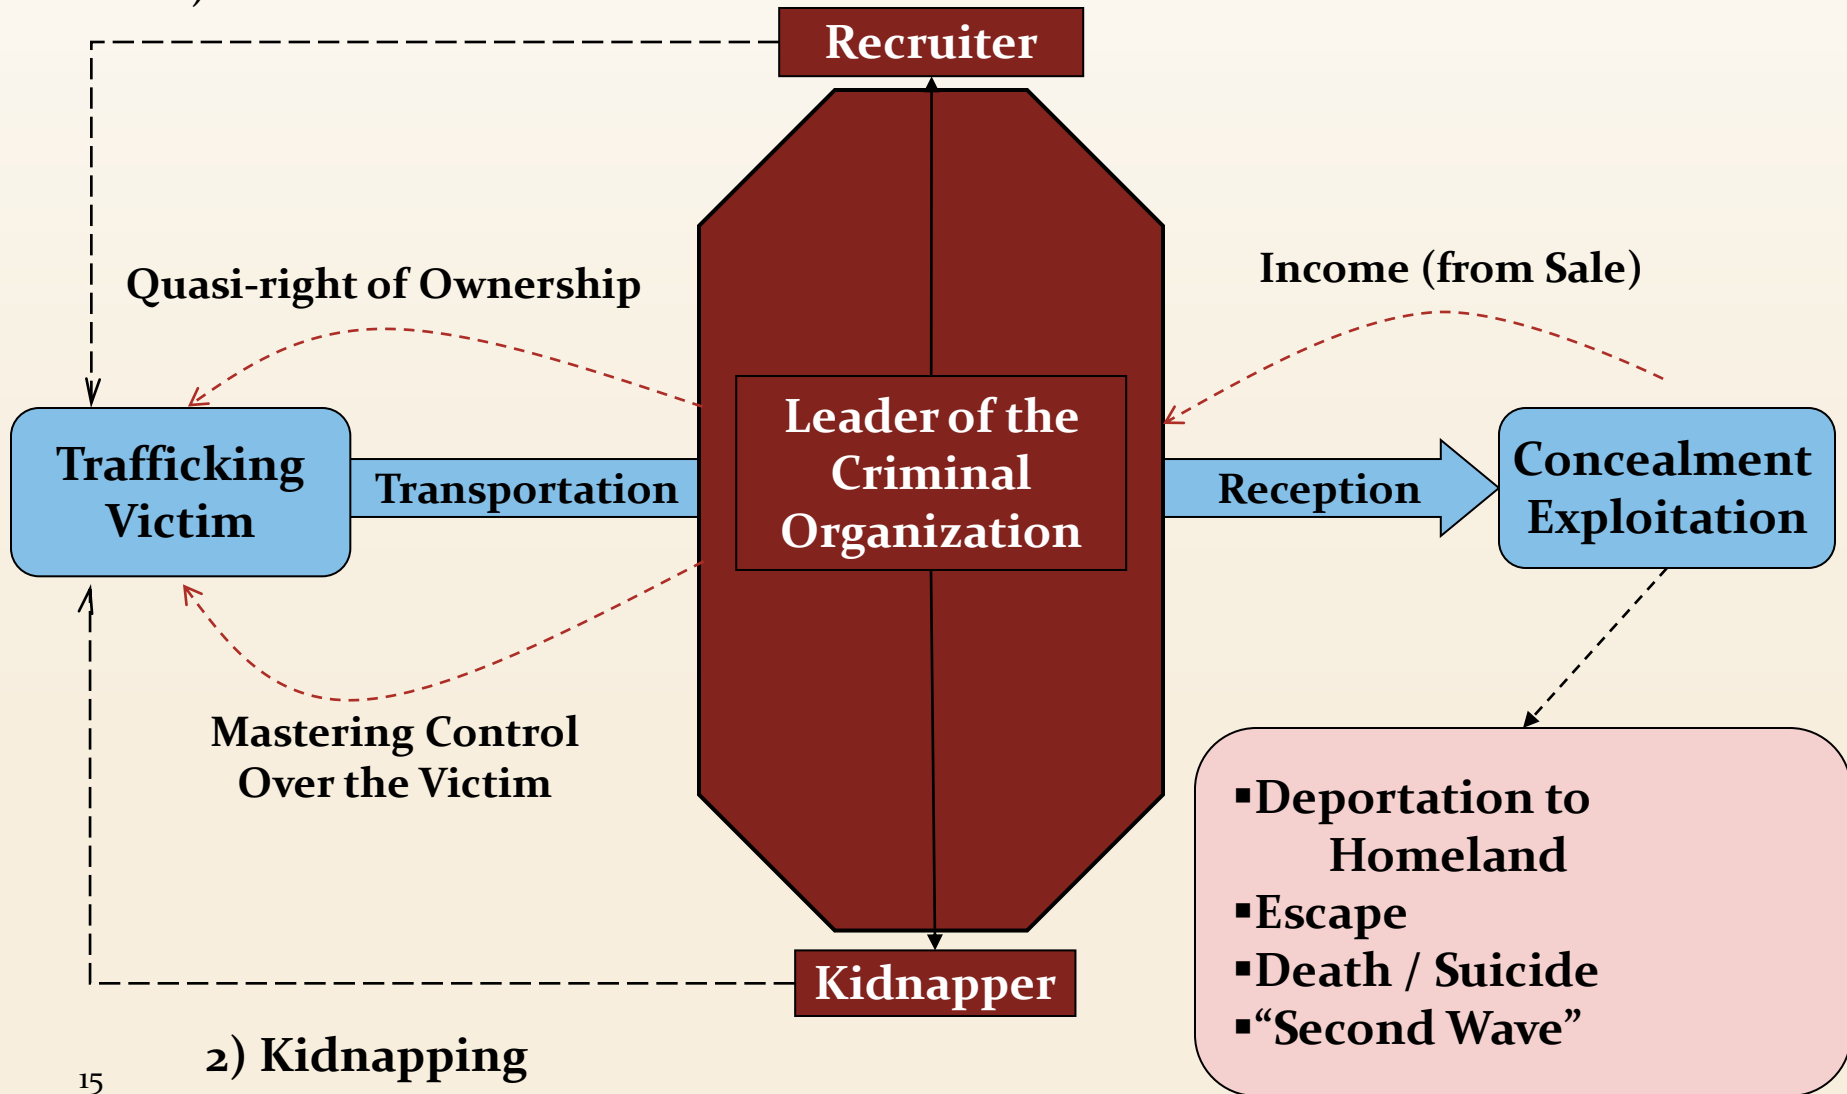 Recruiter
Quasi-right of Ownership
Income (from Sale)
Leader of the
Criminal
Organization
Trafficking
Victim
Transportation
Reception
Concealment
Exploitation
Mastering Control
Over the Victim
▪Deportation to
Homeland
▪Escape
▪Death / Suicide
▪“Second Wave”
Kidnapper
2) Kidnapping
15